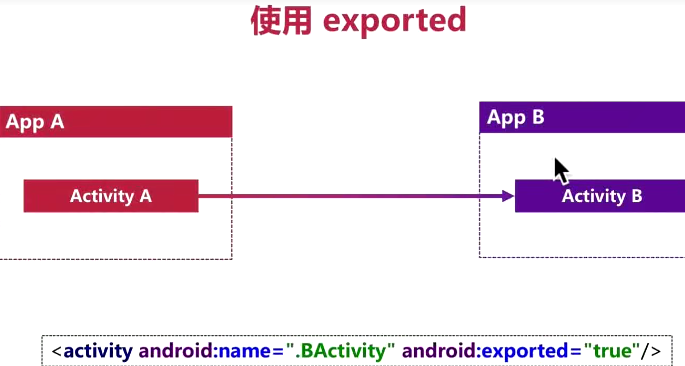 使用 exported
App A
App B
Activity A
Activity B
<activity android:name=".BActivity" android:exported="true"/>